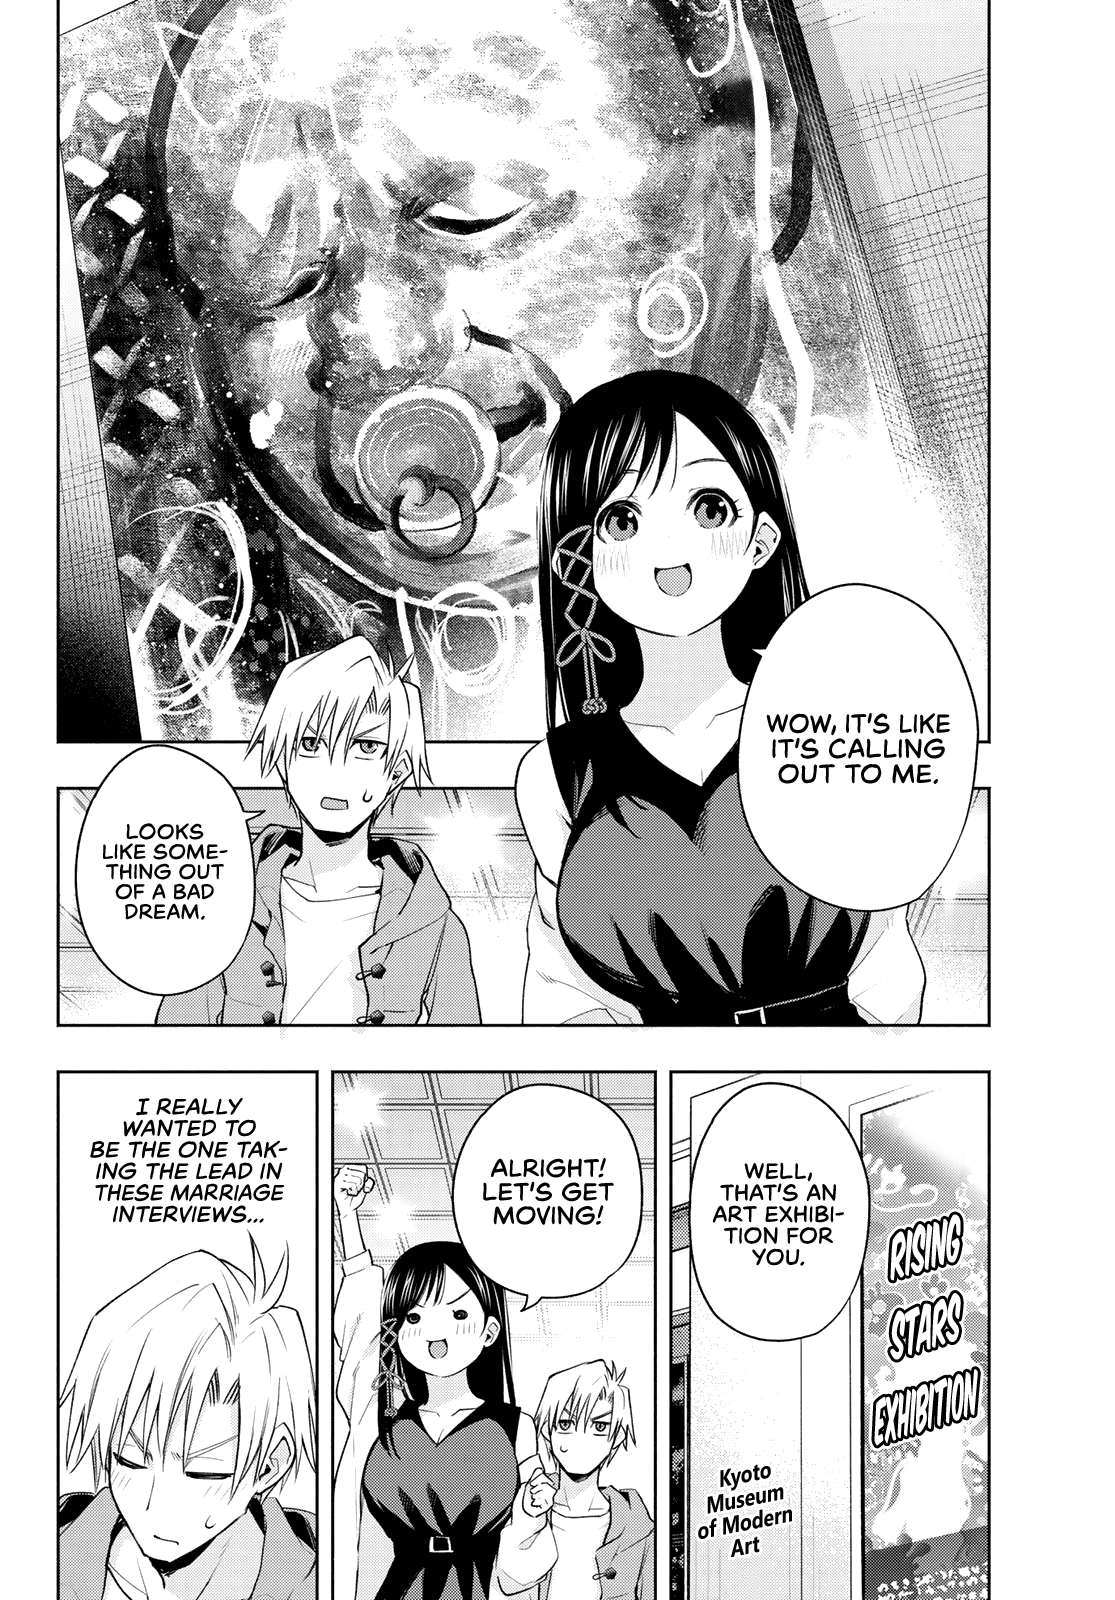 WOW, IT'S LIKE
IT'S CALLING
OUT TO ME.
LOOKS
LIKE SOME-
THING OUT
OF A BAD
DREAM.
WELL,
THAT'S AN
ART EXHIBI-
TION FOR
YOU.
RISING
STARS
EXHIBITION
Kyoto
Museum
of Modern
Art
ALRIGHT!
LET'S GET
MOVING!
I REALLY
WANTED TO
BE THE ONE TAK-
ING THE LEAD IN
THESE MARRIAGE
INTERVIEWS...